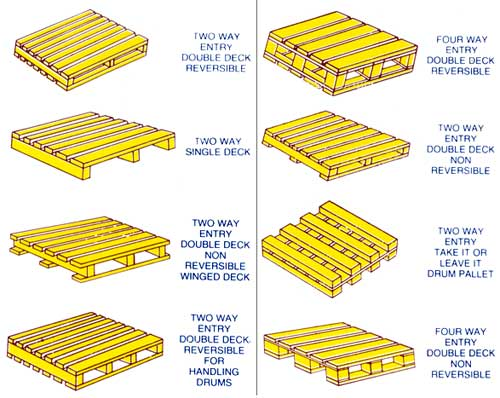 TWO WAY
ENTRY
DOUBLE DECK
REVERSIBLE
TWO WAY
SINGLE DECK
TWO WAY
ENTRY
DOUBLE DECK
NON
REVERSIBLE
WINGED DECK
TWO WAY
ENTRY
DOUBLE DECK
REVERSIBLE
FOR
HANDLING
DRUMS
FOUR WAY
ENTRY
DOUBLE DECK
REVERSIBLE
TWO WAY
ENTRY
DOUBLE DECK
NON
REVERSIBLE
TWO WAY
ENTRY
TAKE IT OR
LEAVE IT
DRUM PALLET
FOUR WAY
ENTRY
DOUBLE DECK
NON
REVERSIBLE